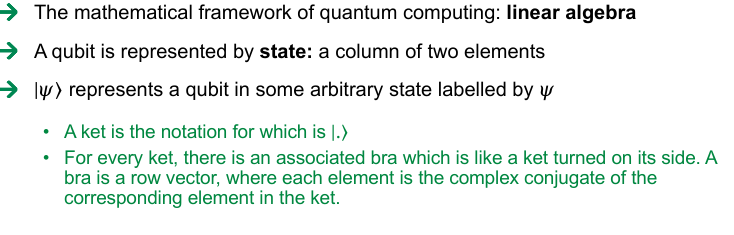 → The mathematical framework of quantum computing: linear algebra
→ A qubit is represented by state: a column of two elements
→ |ψ⟩ represents a qubit in some arbitrary state labelled by ψ
• A ket is the notation for which is |.⟩
• For every ket, there is an associated bra which is like a ket turned on its side. A
bra is a row vector, where each element is the complex conjugate of the
corresponding element in the ket.